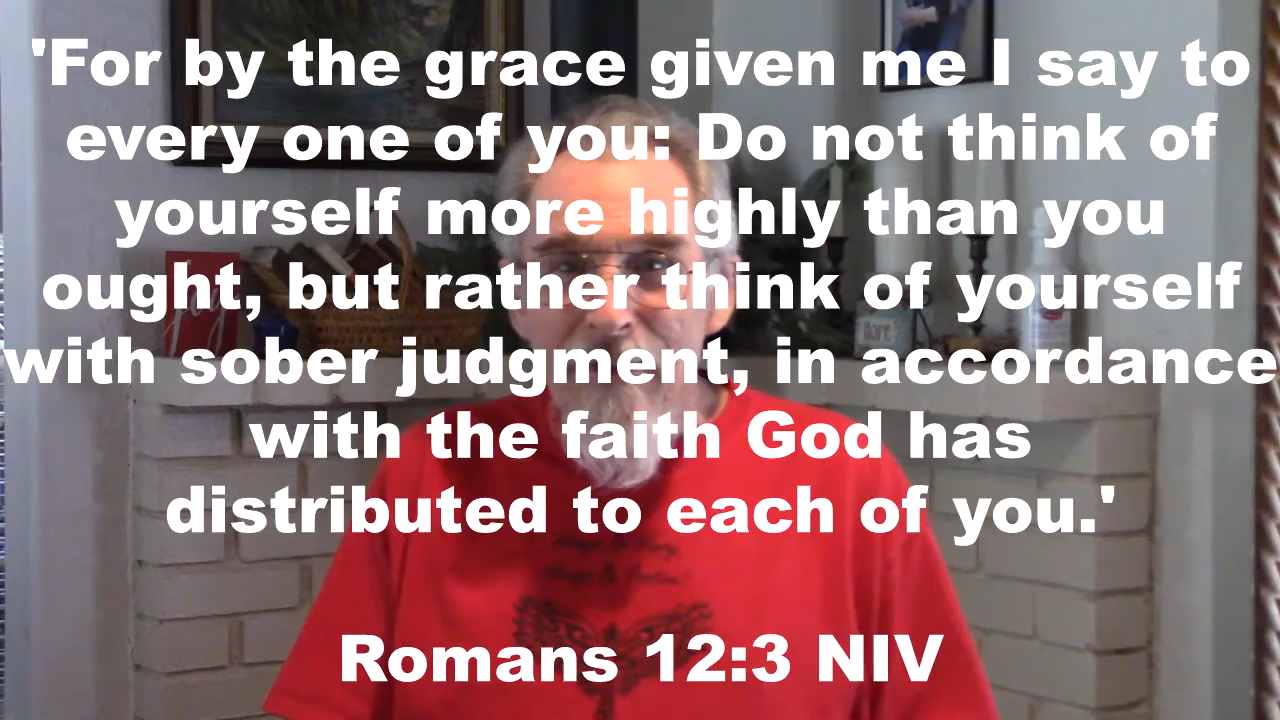 'For by the grace given me I say to
every one of you: Do not think of
yourself more highly than you
ought, but rather think of yourself
with sober judgment, in accordance
with the faith God has
distributed to each of you.'
Romans 12:3 NIV
Joy